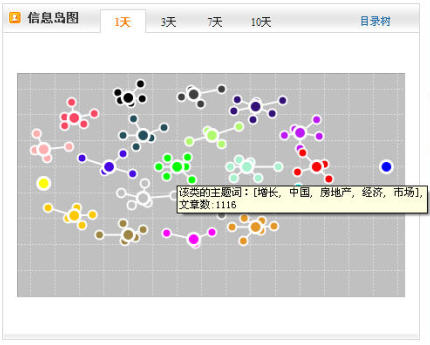 信息岛图
1天
3天
7天
10天
目录树
该类的主题词：[增长, 中国, 房地产, 经济, 市场],
文章数:1116